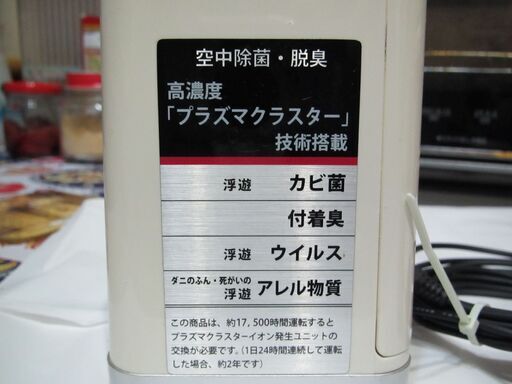 空中除菌・脱臭
高濃度
「プラズマクラスター」
技術搭載
浮遊 カビ菌
付着臭
浮遊 ウイルス
ダニのふん・死がいの
浮遊 アレル物質
この商品は、約17,500時間運転すると
プラズマクラスターイオン発生ユニットの
交換が必要です。(1日24時間連続して運転
した場合、約2年です)